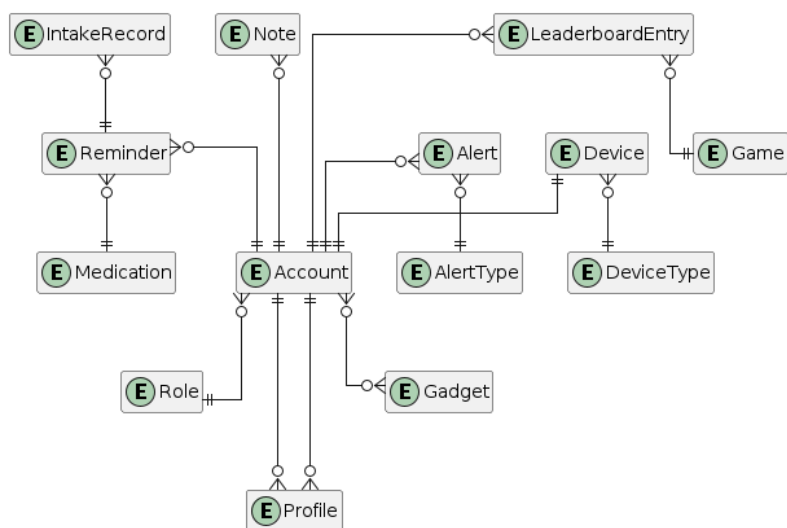 E IntakeRecord
E Note
E LeaderboardEntry
E Reminder
E Alert
E Device
E Game
E Medication
E Account
E AlertType
E DeviceType
E Role
E Gadget
E Profile